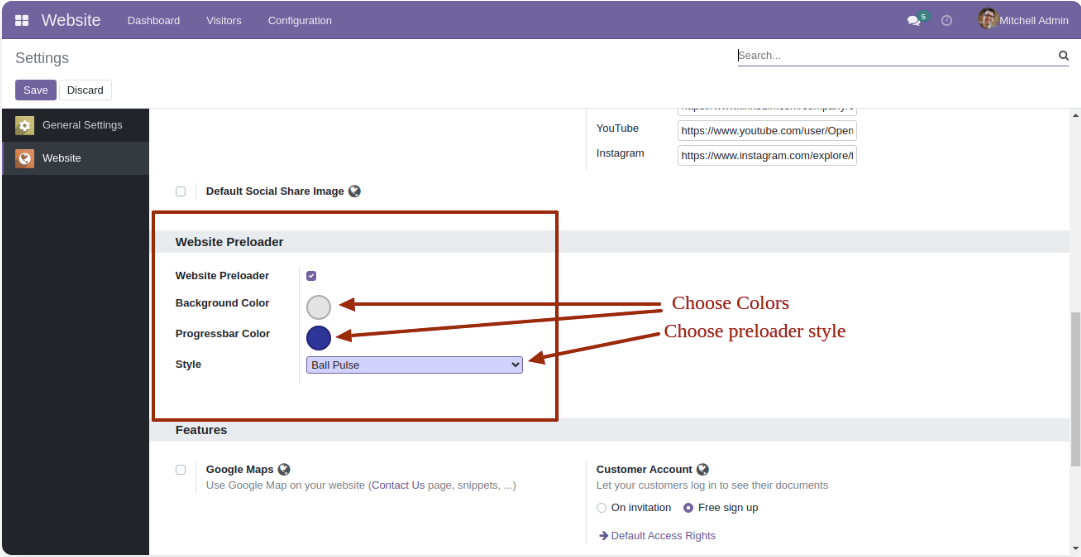 Website Dashboard Visitors Configuration 5 Mitchell Admin
Settings Search...
Save Discard
General Settings
Website
YouTube https://www.youtube.com/user/Open
Instagram https://www.instagram.com/explore/t
Default Social Share Image
Website Preloader
Website Preloader
Background Color
Progressbar Color
Style Ball Pulse
Choose Colors
Choose preloader style
Features
Google Maps
Use Google Map on your website (Contact Us page, snippets, ...)
Customer Account
Let your customers log in to see their documents
On invitation Free sign up
Default Access Rights